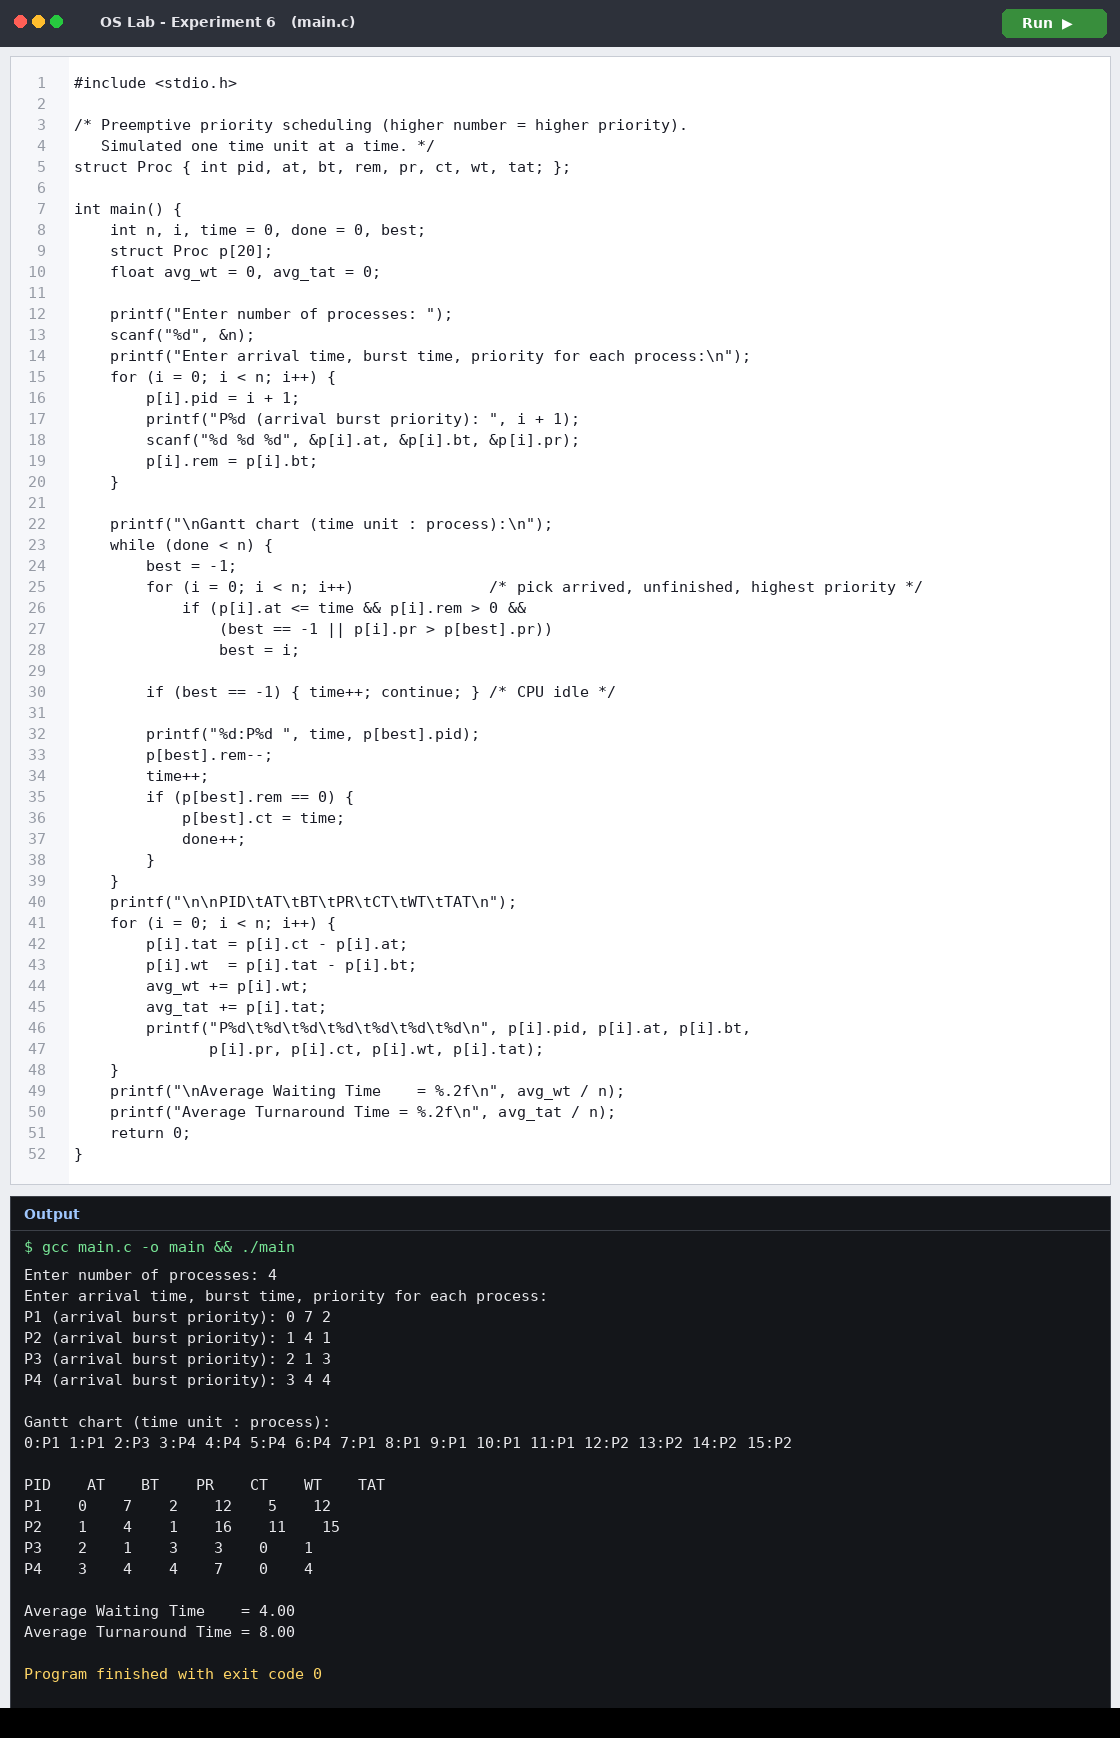 OS Lab - Experiment 6   (main.c)
Run ▶
1 #include <stdio.h>
2
3 /* Preemptive priority scheduling (higher number = higher priority).
4    Simulated one time unit at a time. */
5 struct Proc { int pid, at, bt, rem, pr, ct, wt, tat; };
6
7 int main() {
8     int n, i, time = 0, done = 0, best;
9     struct Proc p[20];
10     float avg_wt = 0, avg_tat = 0;
11
12     printf("Enter number of processes: ");
13     scanf("%d", &n);
14     printf("Enter arrival time, burst time, priority for each process:\n");
15     for (i = 0; i < n; i++) {
16         p[i].pid = i + 1;
17         printf("P%d (arrival burst priority): ", i + 1);
18         scanf("%d %d %d", &p[i].at, &p[i].bt, &p[i].pr);
19         p[i].rem = p[i].bt;
20     }
21
22     printf("\nGantt chart (time unit : process):\n");
23     while (done < n) {
24         best = -1;
25         for (i = 0; i < n; i++)               /* pick arrived, unfinished, highest priority */
26             if (p[i].at <= time && p[i].rem > 0 &&
27                 (best == -1 || p[i].pr > p[best].pr))
28                 best = i;
29
30         if (best == -1) { time++; continue; } /* CPU idle */
31
32         printf("%d:P%d ", time, p[best].pid);
33         p[best].rem--;
34         time++;
35         if (p[best].rem == 0) {
36             p[best].ct = time;
37             done++;
38         }
39     }
40     printf("\n\nPID\tAT\tBT\tPR\tCT\tWT\tTAT\n");
41     for (i = 0; i < n; i++) {
42         p[i].tat = p[i].ct - p[i].at;
43         p[i].wt  = p[i].tat - p[i].bt;
44         avg_wt += p[i].wt;
45         avg_tat += p[i].tat;
46         printf("P%d\t%d\t%d\t%d\t%d\t%d\t%d\n", p[i].pid, p[i].at, p[i].bt,
47                p[i].pr, p[i].ct, p[i].wt, p[i].tat);
48     }
49     printf("\nAverage Waiting Time    = %.2f\n", avg_wt / n);
50     printf("Average Turnaround Time = %.2f\n", avg_tat / n);
51     return 0;
52 }
Output
$ gcc main.c -o main && ./main
Enter number of processes: 4
Enter arrival time, burst time, priority for each process:
P1 (arrival burst priority): 0 7 2
P2 (arrival burst priority): 1 4 1
P3 (arrival burst priority): 2 1 3
P4 (arrival burst priority): 3 4 4

Gantt chart (time unit : process):
0:P1 1:P1 2:P3 3:P4 4:P4 5:P4 6:P4 7:P1 8:P1 9:P1 10:P1 11:P1 12:P2 13:P2 14:P2 15:P2

PID    AT    BT    PR    CT    WT    TAT
P1    0    7    2    12    5    12
P2    1    4    1    16    11    15
P3    2    1    3    3    0    1
P4    3    4    4    7    0    4

Average Waiting Time    = 4.00
Average Turnaround Time = 8.00

Program finished with exit code 0